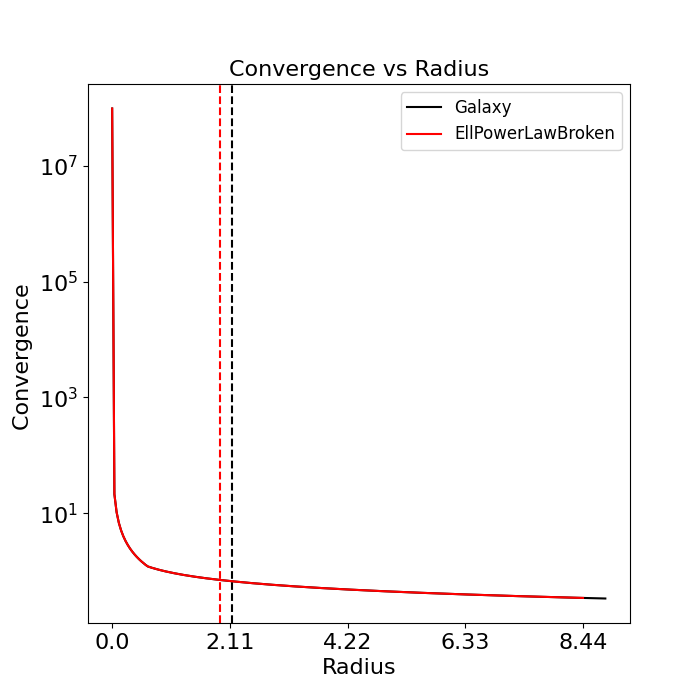 Convergence vs Radius
Galaxy
EllPowerLawBroken
Convergence
10^7
10^5
10^3
10^1
0.0 2.11 4.22 6.33 8.44
Radius